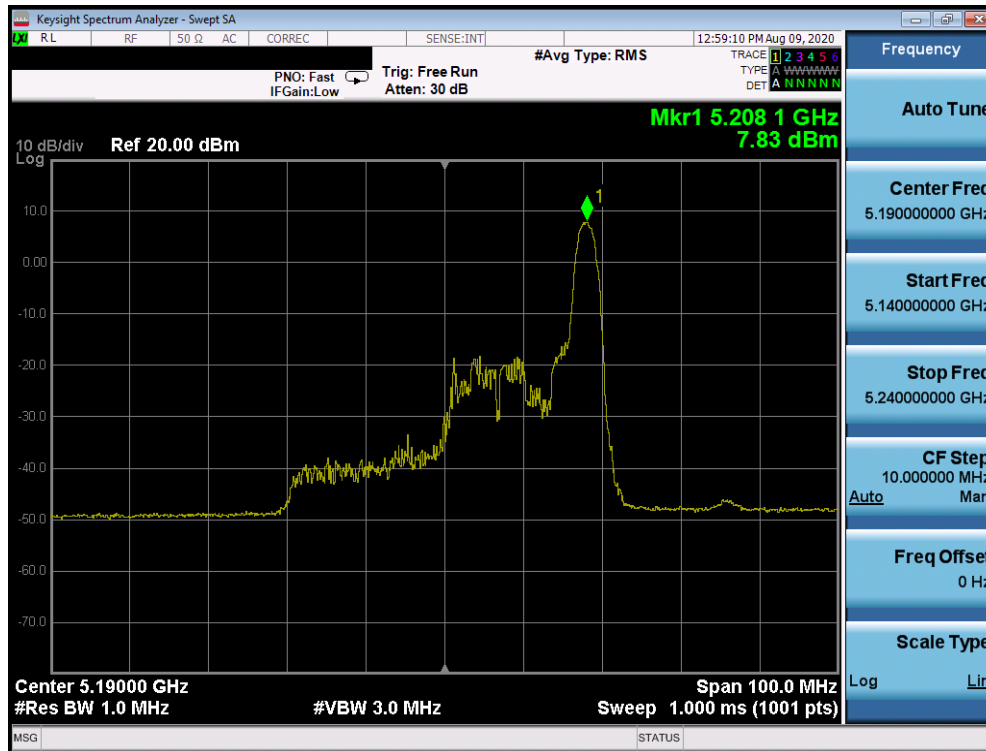 Keysight Spectrum Analyzer - Swept SA
LXI RL RF 50 Ω AC CORREC SENSE:INT 12:59:10 PM Aug 09, 2020
#Avg Type: RMS
TRACE 1 2 3 4 5 6
PNO: Fast Trig: Free Run
TYPE A WWWWW
IFGain:Low Atten: 30 dB
DET A N N N N N
Mkr1 5.208 1 GHz
7.83 dBm
10 dB/div Ref 20.00 dBm
Log
1
10.0
0.00
-10.0
-20.0
-30.0
-40.0
-50.0
-60.0
-70.0
Center 5.19000 GHz Span 100.0 MHz
#Res BW 1.0 MHz #VBW 3.0 MHz Sweep 1.000 ms (1001 pts)
MSG STATUS
Frequency
Auto Tune
Center Freq
5.190000000 GHz
Start Freq
5.140000000 GHz
Stop Freq
5.240000000 GHz
CF Step
10.000000 MHz
Auto Man
Freq Offset
0 Hz
Scale Type
Log Lin